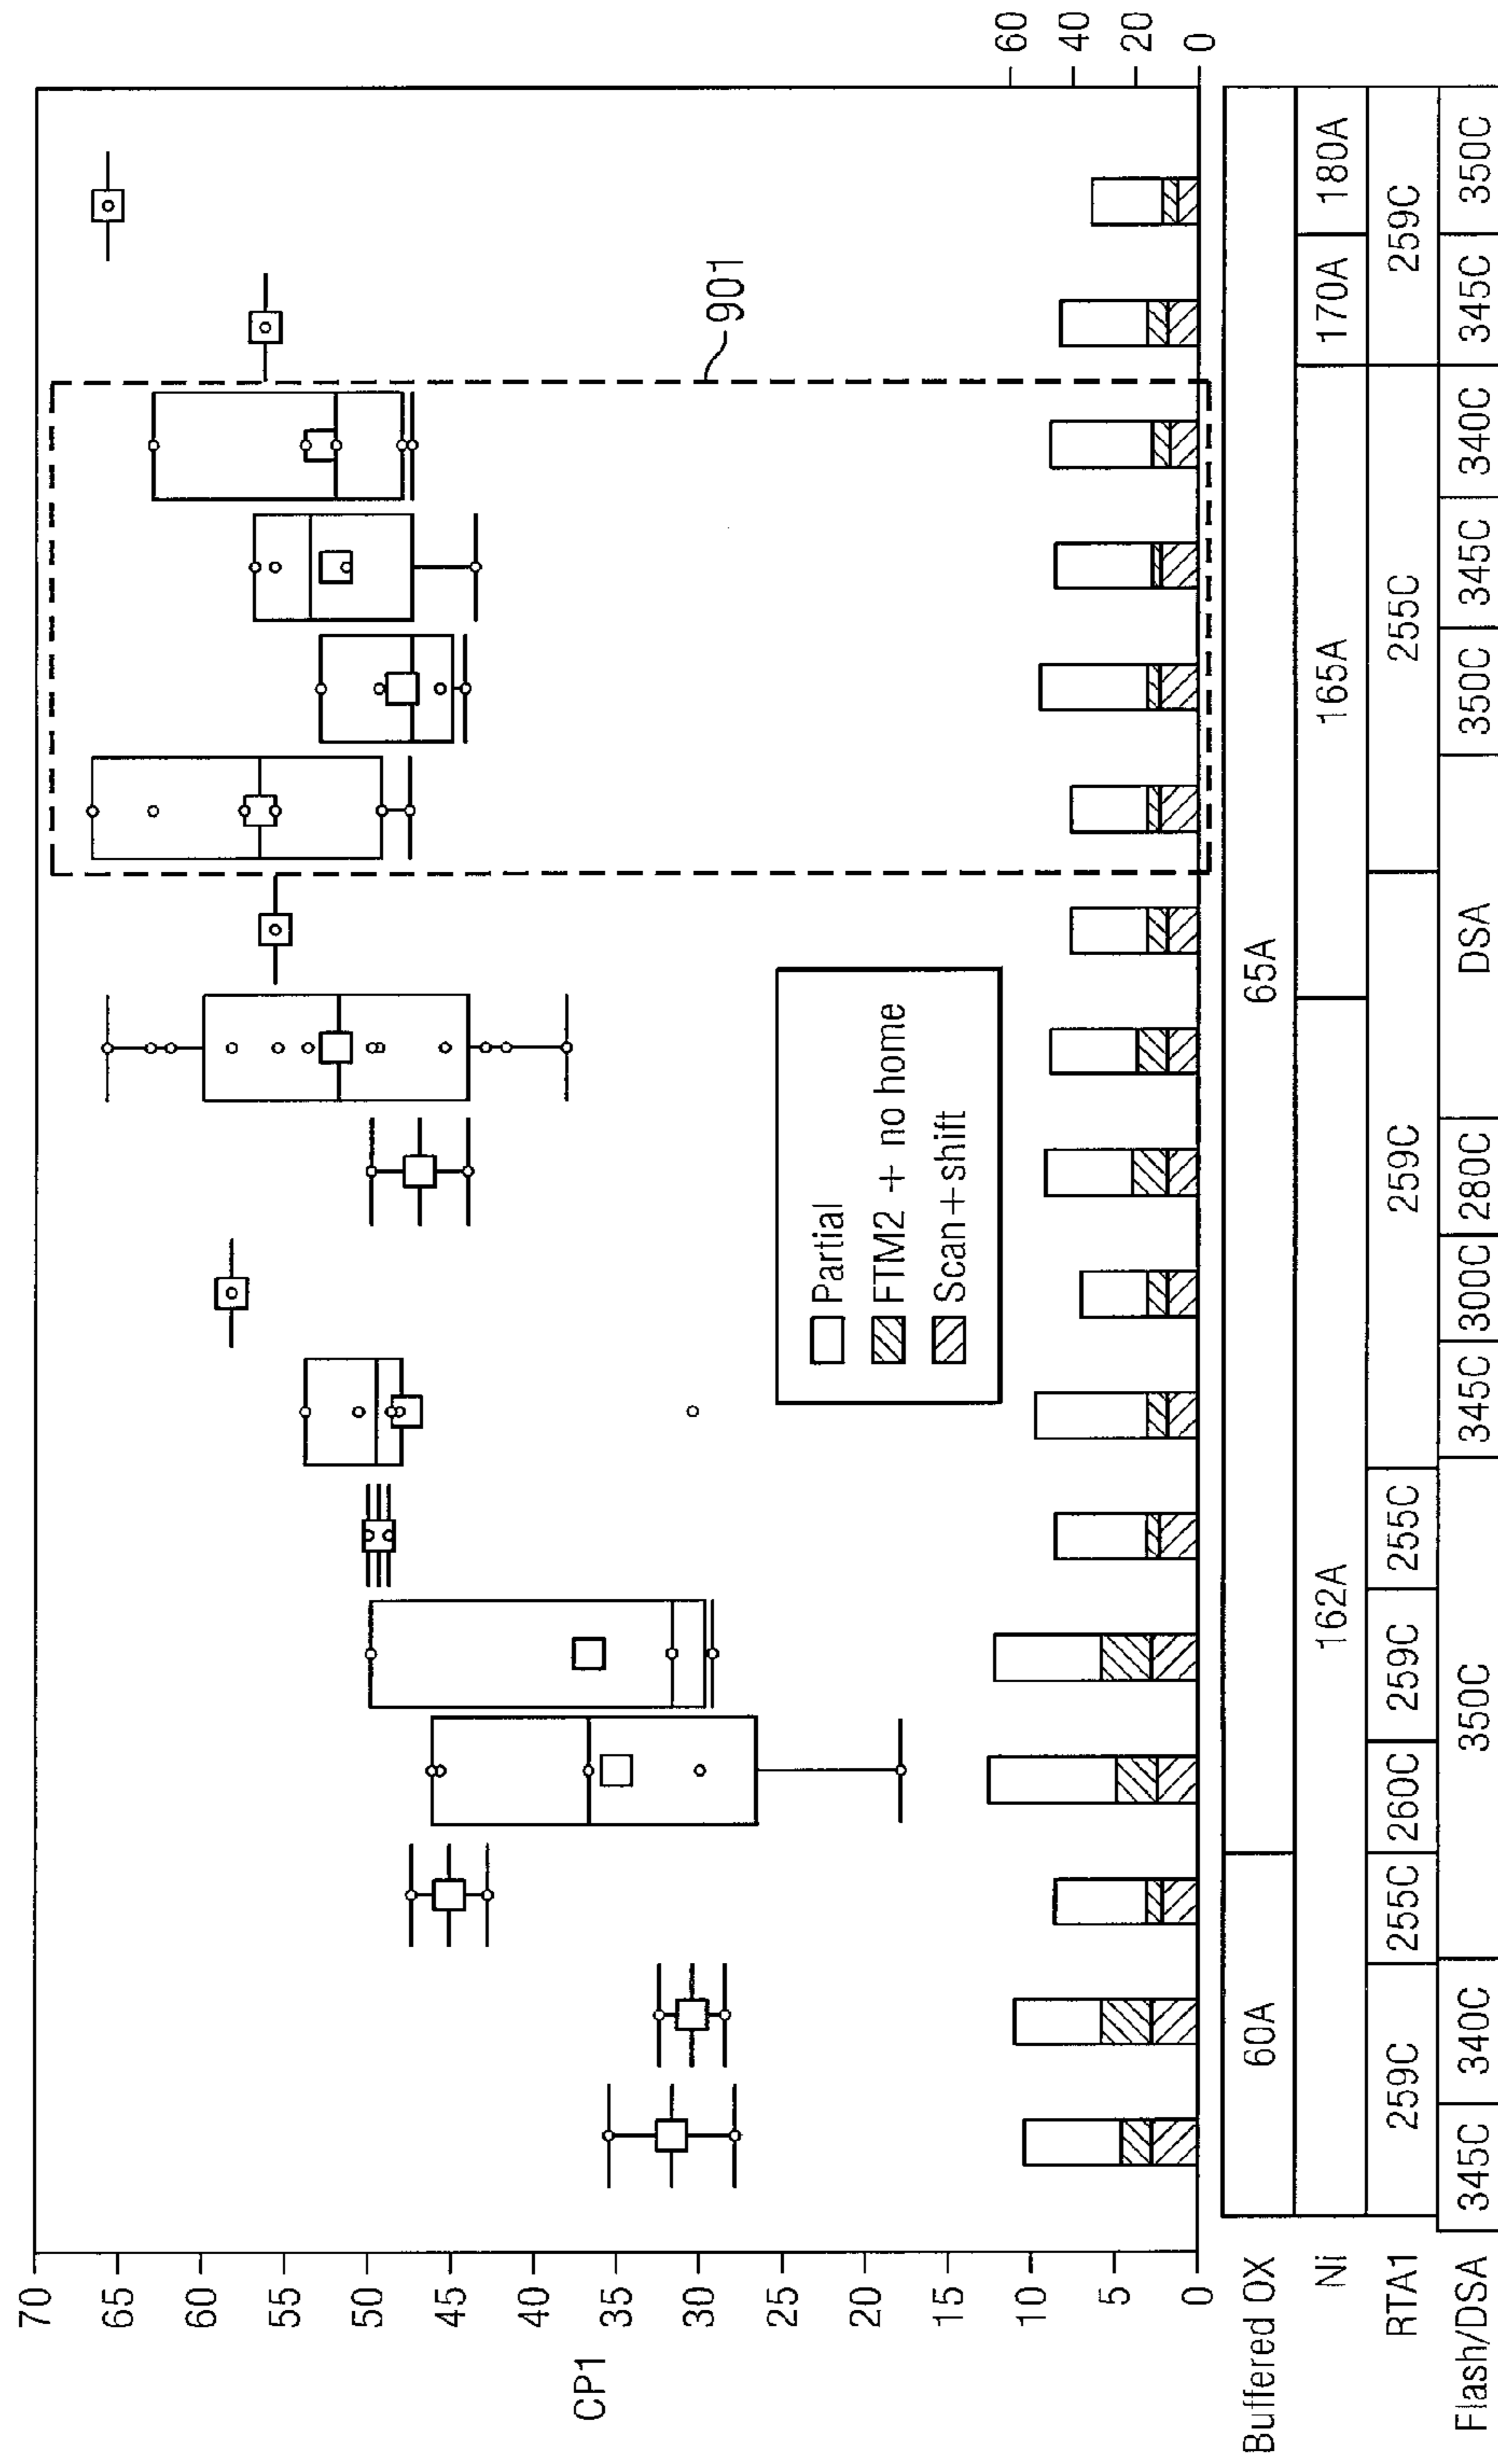 70
65
60
55
50
45
40
35
30
25
20
15
10
5
0
CP1
60
40
20
0
901
Partial
FTM2 + no home
Scan+shift
Buffered OX 60A 65A
Ni 162A 165A 170A 180A
RTA1 259C 255C 260C 259C 255C 259C 255C 259C
Flash/DSA 345C 340C 350C 345C 300C 280C DSA 350C 345C 340C 345C 350C